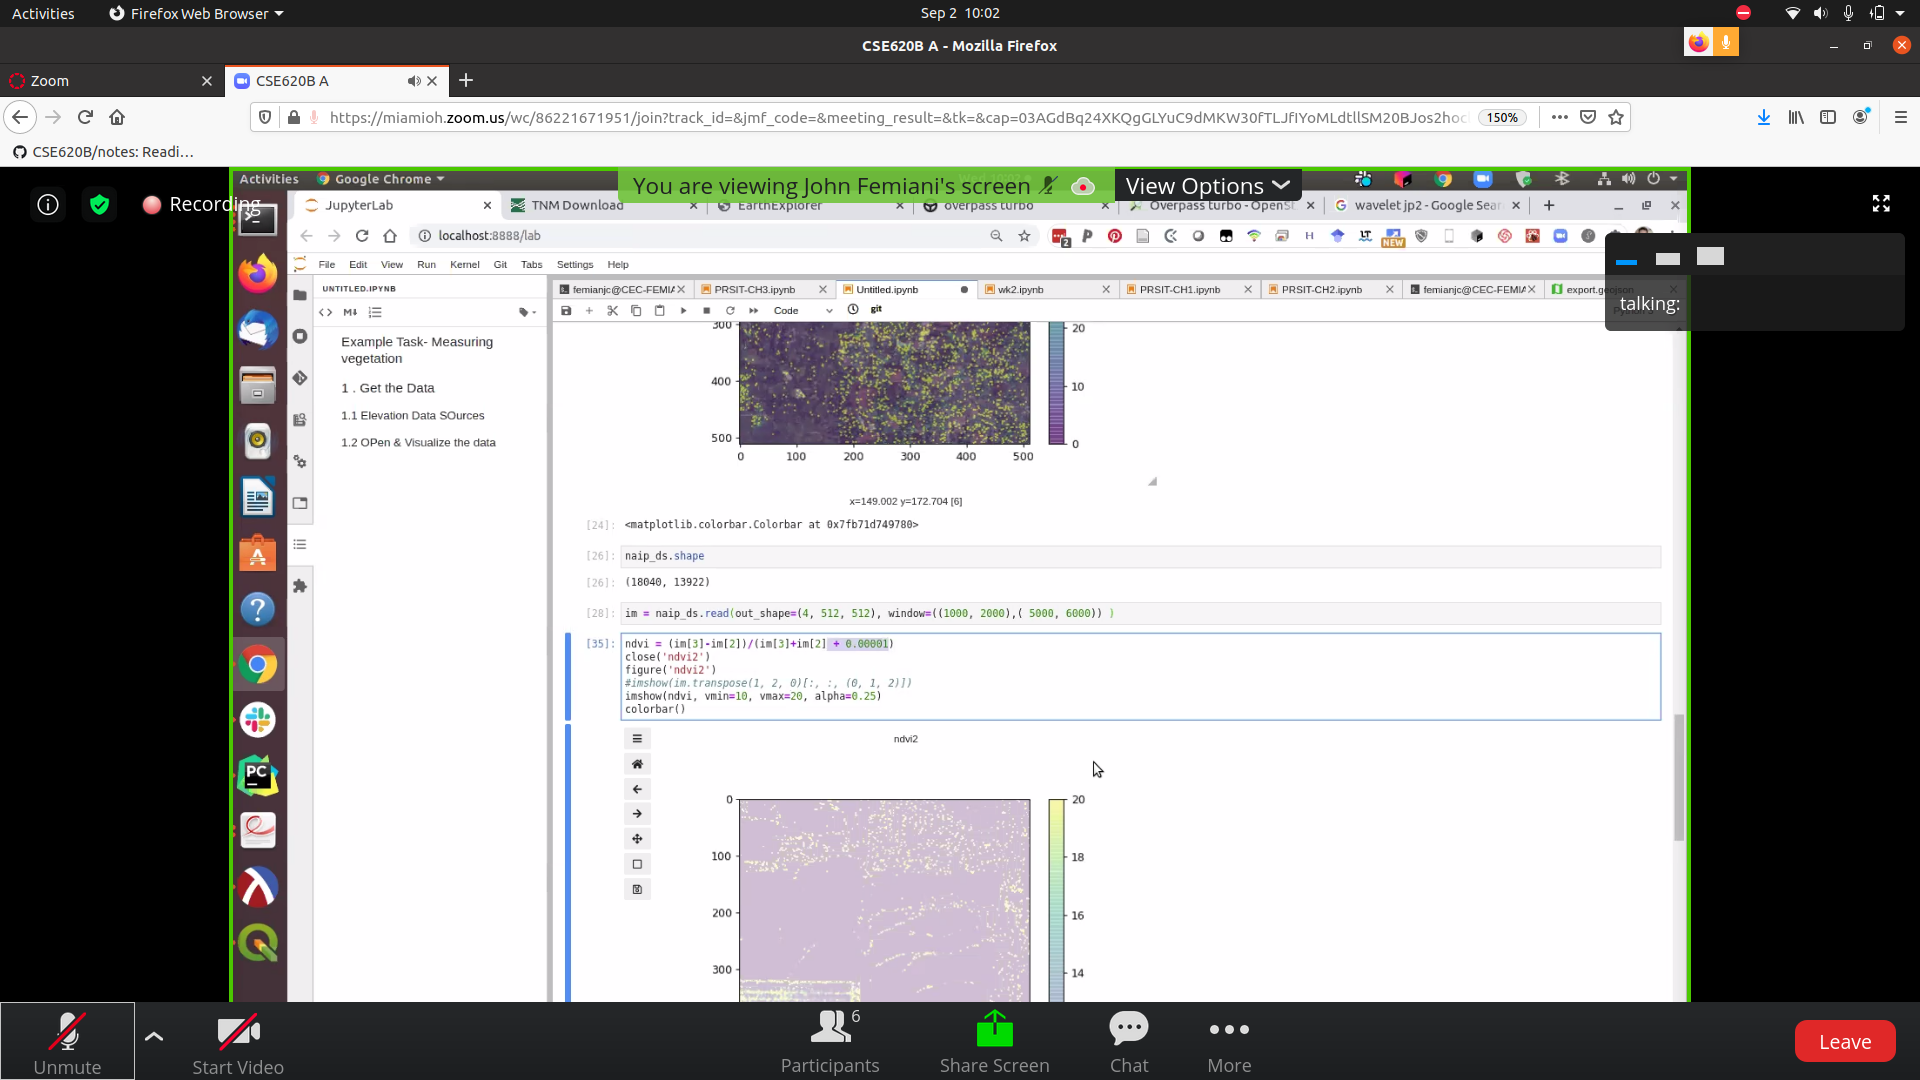 Activities
Firefox Web Browser
Sep 2 10:02
CSE620B A - Mozilla Firefox
Zoom
CSE620B A
https://miamioh.zoom.us/wc/86221671951/join?track_id=&jmf_code=&meeting_result=&tk=&cap=
150%
CSE620B/notes: Readi...
Recording
Activities
Google Chrome
You are viewing John Femiani's screen
View Options
JupyterLab
TNM Download
EarthExplorer
overpass turbo
Overpass turbo - OpenSt
wavelet jp2 - Google Sear
localhost:8888/lab
2
NEW
File Edit View Run Kernel Git Tabs Settings Help
talking:
UNTITLED.IPYNB
femianjc@CEC-FEMIA
PRSIT-CH3.ipynb
Untitled.ipynb
wk2.ipynb
PRSIT-CH1.ipynb
PRSIT-CH2.ipynb
femianjc@CEC-FEMIA
export.geojson
M↓
Code
git
Example Task- Measuring
vegetation
1 . Get the Data
1.1 Elevation Data SOurces
1.2 OPen & Visualize the data
300
400
500
0 100 200 300 400 500
20
10
0
x=149.002 y=172.704 [6]
[24]: <matplotlib.colorbar.Colorbar at 0x7fb71d749780>
[26]: naip_ds.shape
[26]: (18040, 13922)
[28]: im = naip_ds.read(out_shape=(4, 512, 512), window=((1000, 2000),( 5000, 6000)) )
[35]: ndvi = (im[3]-im[2])/(im[3]+im[2] + 0.00001)
close('ndvi2')
figure('ndvi2')
#imshow(im.transpose(1, 2, 0)[:, :, (0, 1, 2)])
imshow(ndvi, vmin=10, vmax=20, alpha=0.25)
colorbar()
ndvi2
0
100
200
300
20
18
16
14
PC
Unmute
Start Video
Participants
6
Share Screen
Chat
More
Leave